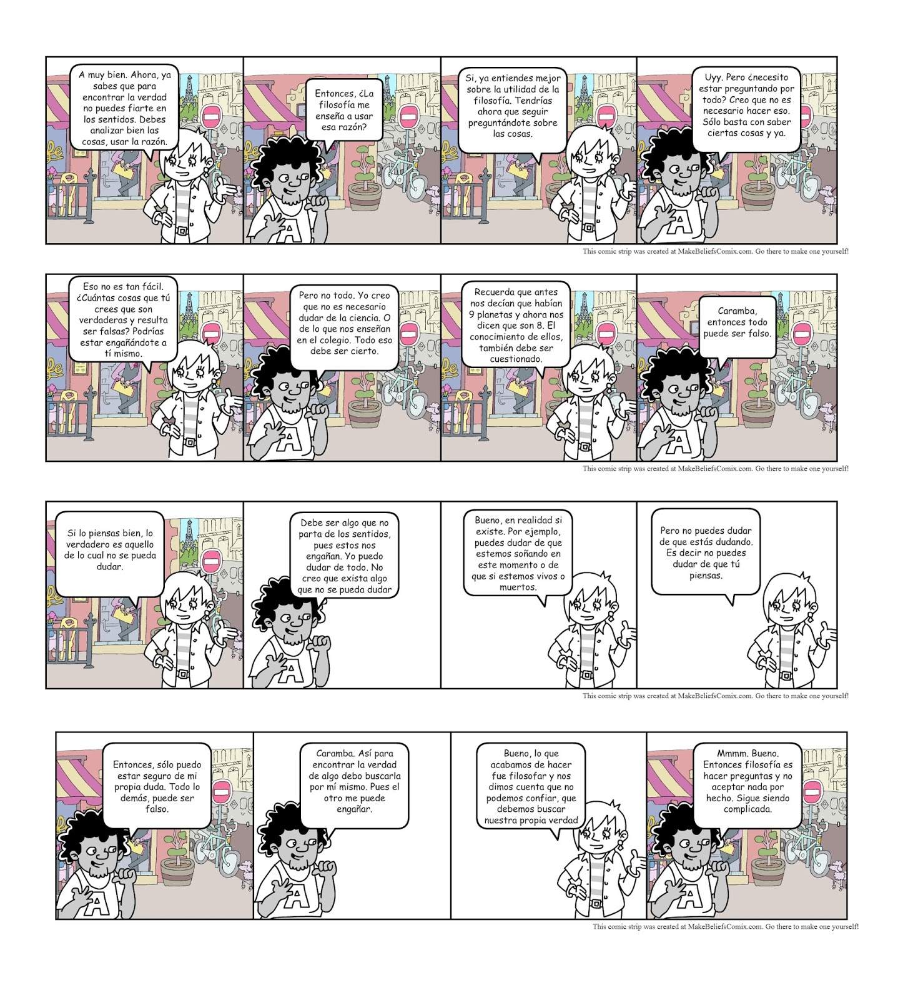 A muy bien. Ahora, ya
sabes que para
encontrar la verdad
no puedes fiarte en
los sentidos. Debes
analizar bien las
cosas, usar la razón.
Entonces, ¿La
filosofía me
enseña a usar
esa razón?
Si, ya entiendes mejor
sobre la utilidad de la
filosofía. Tendrías
ahora que seguir
preguntándote sobre
las cosas.
Uyy. Pero ¿necesito
estar preguntando por
todo? Creo que no es
necesario hacer eso.
Sólo basta con saber
ciertas cosas y ya.
This comic strip was created at MakeBeliefsComix.com. Go there to make one yourself!
Eso no es tan fácil.
¿Cuántas cosas que tú
crees que son
verdaderas y resulta
ser falsas? Podrías
estar engañándote a
tí mismo.
Pero no todo. Yo creo
que no es necesario
dudar de la ciencia. O
de lo que nos enseñan
en el colegio. Todo eso
debe ser cierto.
Recuerda que antes
nos decían que habían
9 planetas y ahora nos
dicen que son 8. El
conocimiento de ellos,
también debe ser
cuestionado.
Caramba,
entonces todo
puede ser falso.
This comic strip was created at MakeBeliefsComix.com. Go there to make one yourself!
Si lo piensas bien, lo
verdadero es aquello
de lo cual no se pueda
dudar.
Debe ser algo que no
parta de los sentidos,
pues estos nos
engañan. Yo puedo
dudar de todo. No
creo que exista algo
que no se pueda dudar
Bueno, en realidad si
existe. Por ejemplo,
puedes dudar de que
estemos soñando en
este momento o de
que si estemos vivos o
muertos.
Pero no puedes dudar
de que estás dudando.
Es decir no puedes
dudar de que tú
piensas.
This comic strip was created at MakeBeliefsComix.com. Go there to make one yourself!
Entonces, sólo puedo
estar seguro de mi
propia duda. Todo lo
demás, puede ser
falso.
Caramba. Así para
encontrar la verdad
de algo debo buscarla
por mí mismo. Pues el
otro me puede
engañar.
Bueno, lo que
acabamos de hacer
fue filosofar y nos
dimos cuenta que no
podemos confiar, que
debemos buscar
nuestra propia verdad
Mmmm. Bueno.
Entonces filosofía es
hacer preguntas y no
aceptar nada por
hecho. Sigue siendo
complicada.
This comic strip was created at MakeBeliefsComix.com. Go there to make one yourself!